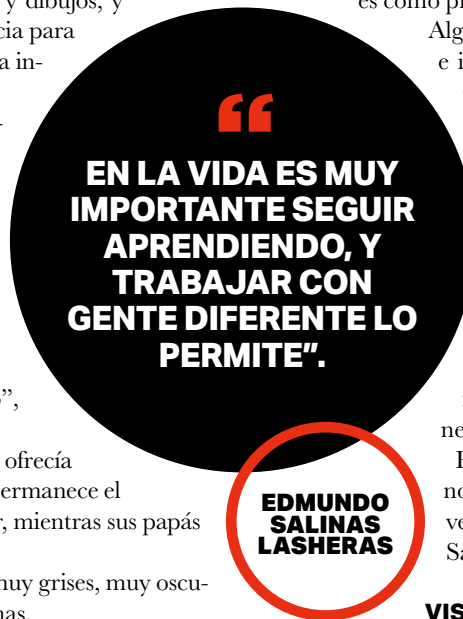 y dibujos, y
cia para
a in-
es como
Alg
e i
“
EN LA VIDA ES MUY
IMPORTANTE SEGUIR
APRENDIENDO, Y
TRABAJAR CON
GENTE DIFERENTE LO
PERMITE”.
”,
ofrecía
ermanece el
, mientras sus papás
muy grises, muy oscu-
nas.
EDMUNDO
SALINAS
LASHERAS
ne
nó
ve
Sa
VIS